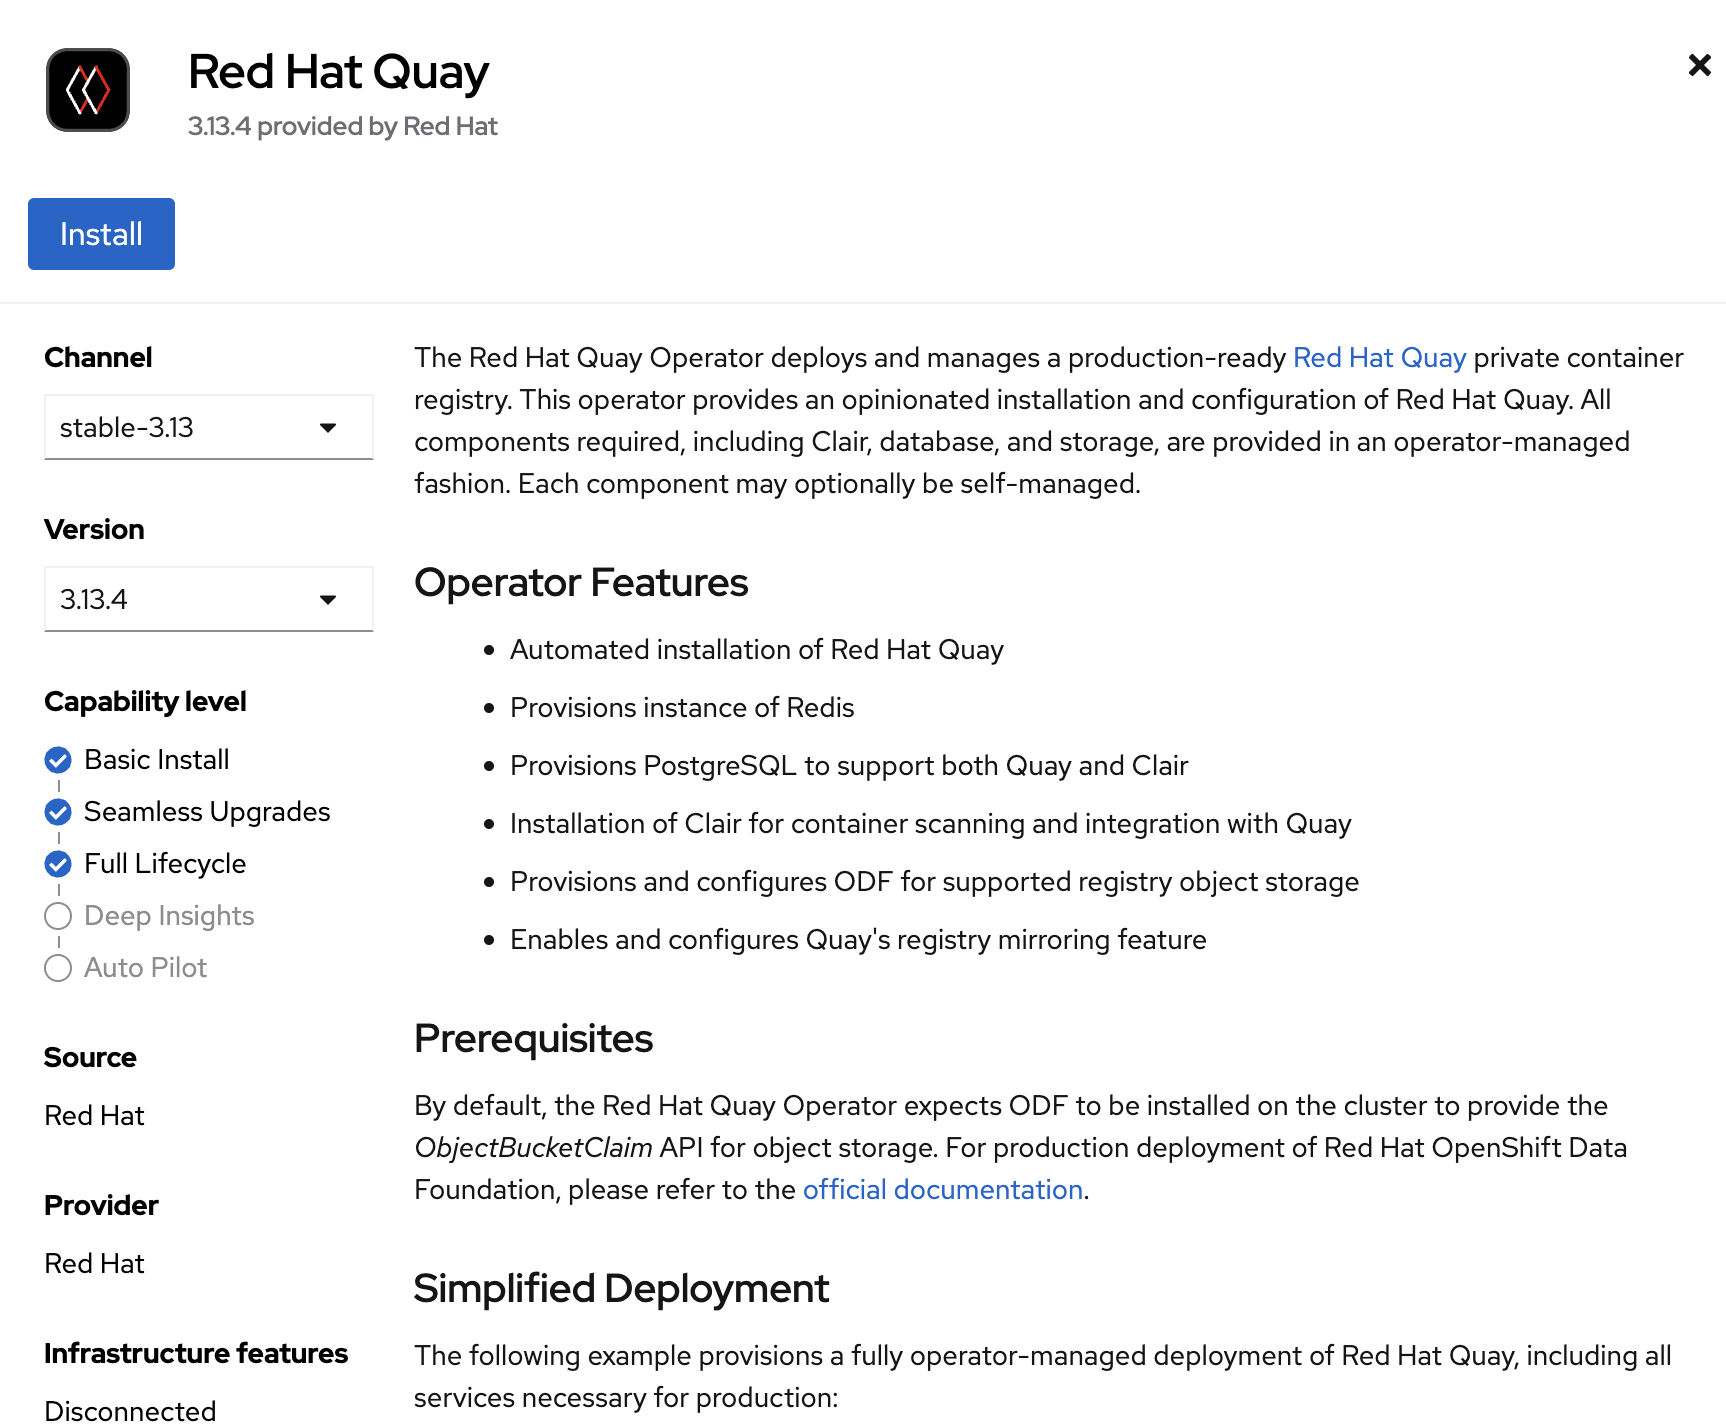 Red Hat Quay
3.13.4 provided by Red Hat
Install
Channel
stable-3.13
Version
3.13.4
Capability level
Basic Install
Seamless Upgrades
Full Lifecycle
Deep Insights
Auto Pilot
Source
Red Hat
Provider
Red Hat
Infrastructure features
Disconnected
The Red Hat Quay Operator deploys and manages a production-ready Red Hat Quay private container
registry. This operator provides an opinionated installation and configuration of Red Hat Quay. All
components required, including Clair, database, and storage, are provided in an operator-managed
fashion. Each component may optionally be self-managed.
Operator Features
• Automated installation of Red Hat Quay
• Provisions instance of Redis
• Provisions PostgreSQL to support both Quay and Clair
• Installation of Clair for container scanning and integration with Quay
• Provisions and configures ODF for supported registry object storage
• Enables and configures Quay's registry mirroring feature
Prerequisites
By default, the Red Hat Quay Operator expects ODF to be installed on the cluster to provide the
ObjectBucketClaim API for object storage. For production deployment of Red Hat OpenShift Data
Foundation, please refer to the official documentation.
Simplified Deployment
The following example provisions a fully operator-managed deployment of Red Hat Quay, including all
services necessary for production: